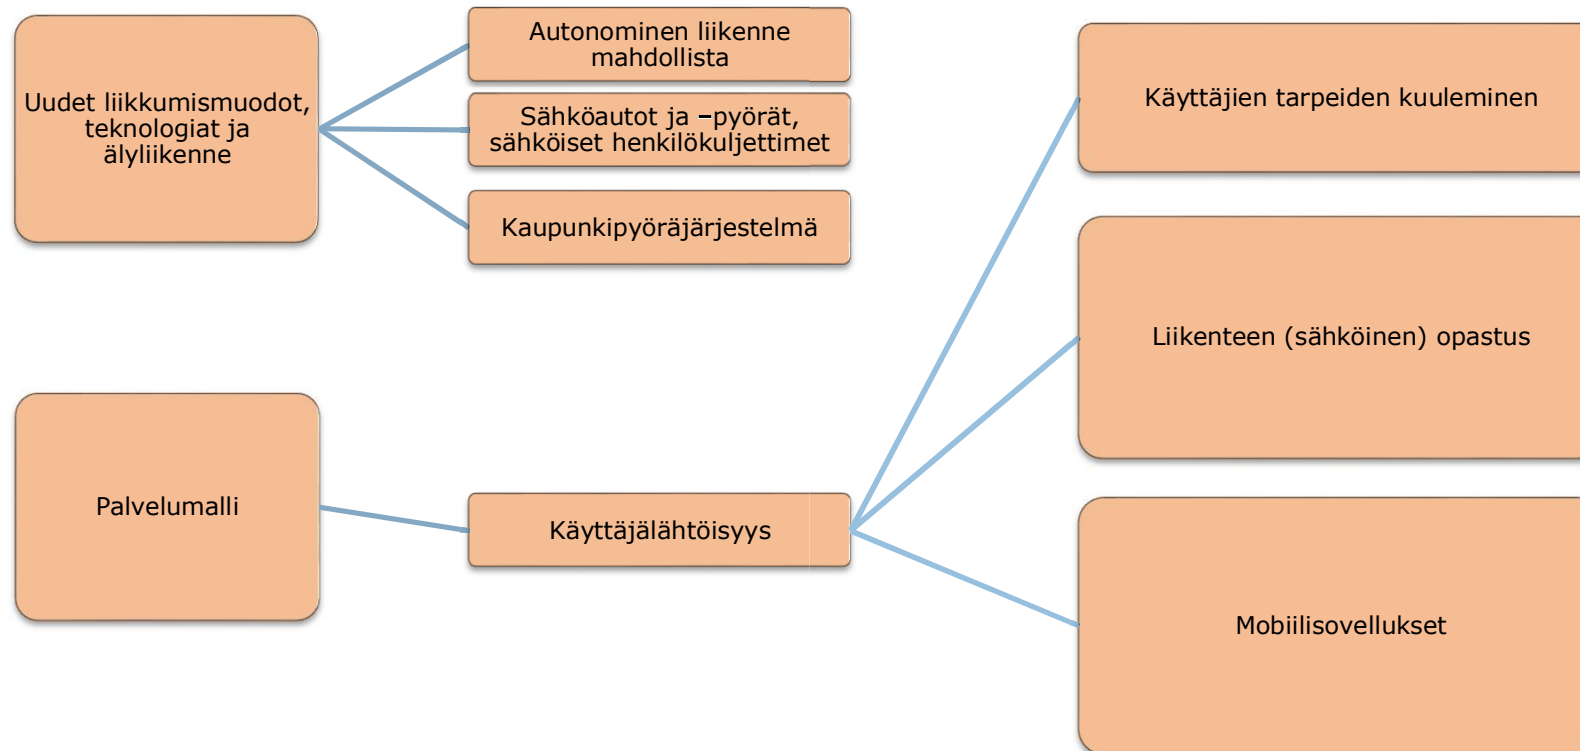 Uudet liikkumismuodot,
teknologiat ja
älyliikenne
Autonominen liikenne
mahdollista
Sähköautot ja –pyörät,
sähköiset henkilökuljettimet
Kaupunkipyöräjärjestelmä
Palvelumalli
Käyttäjälähtöisyys
Käyttäjien tarpeiden kuuleminen
Liikenteen (sähköinen) opastus
Mobiilisovellukset